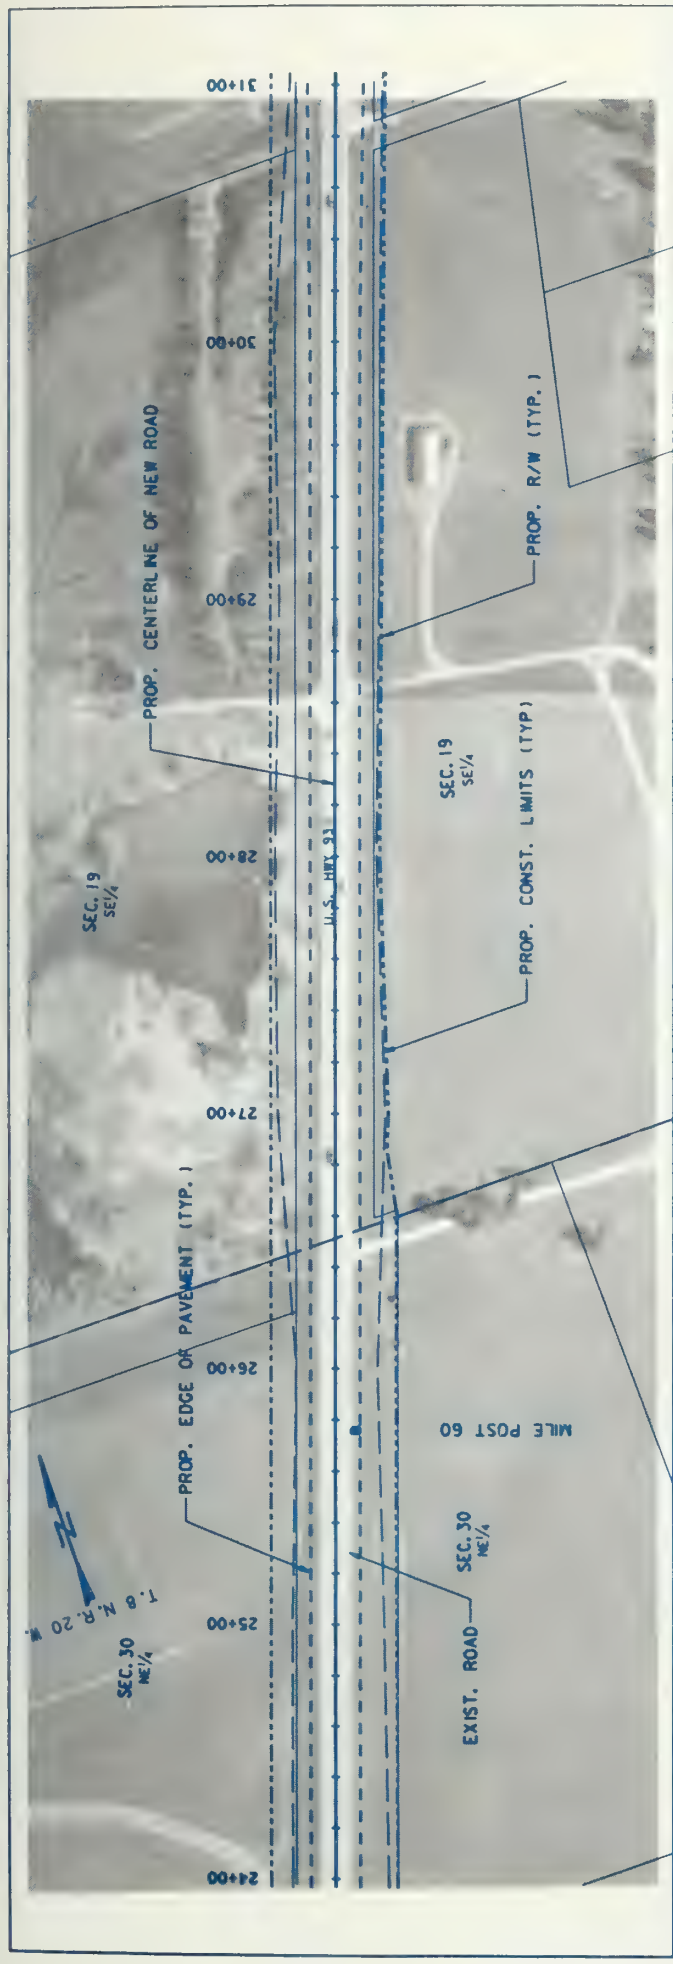 31+00
30+00
PROP. CENTERLINE OF NEW ROAD
PROP. R/W (TYP.)
29+00
SEC. 19
SE¼
PROP. CONST. LIMITS (TYP)
28+00
U.S. HWY 93
SEC. 19
SE¼
27+00
PROP. EDGE OF PAVEMENT (TYP.)
26+00
MILE POST 60
SEC. 30
NE¼
EXIST. ROAD
25+00
T. 8 N. R. 20 W.
SEC. 30
NE¼
24+00